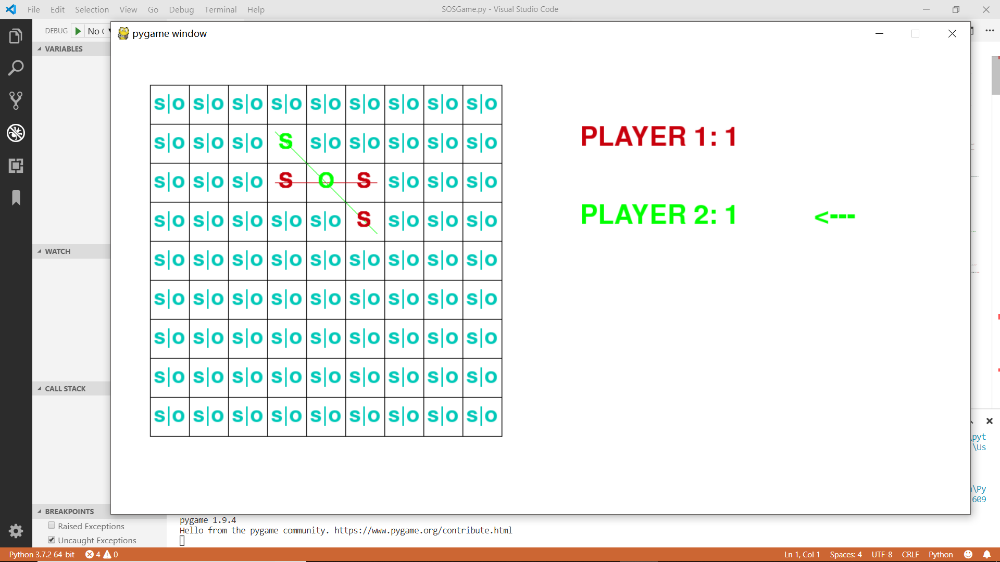 File Edit Selection View Go Debug Terminal Help
SOSGame.py - Visual Studio Code
DEBUG No
pygame window
VARIABLES
s|o s|o s|o s|o s|o s|o s|o s|o s|o
s|o s|o s|o S s|o s|o s|o s|o s|o
PLAYER 1: 1
s|o s|o s|o S O S s|o s|o s|o
s|o s|o s|o s|o s|o S s|o s|o s|o
PLAYER 2: 1 <---
s|o s|o s|o s|o s|o s|o s|o s|o s|o
WATCH
s|o s|o s|o s|o s|o s|o s|o s|o s|o
s|o s|o s|o s|o s|o s|o s|o s|o s|o
s|o s|o s|o s|o s|o s|o s|o s|o s|o
CALL STACK
s|o s|o s|o s|o s|o s|o s|o s|o s|o
\pyt
\Us
\Py
609
BREAKPOINTS
Raised Exceptions
Uncaught Exceptions
pygame 1.9.4
Hello from the pygame community. https://www.pygame.org/contribute.html
Python 3.7.2 64-bit 4 0
Ln 1, Col 1 Spaces: 4 UTF-8 CRLF Python